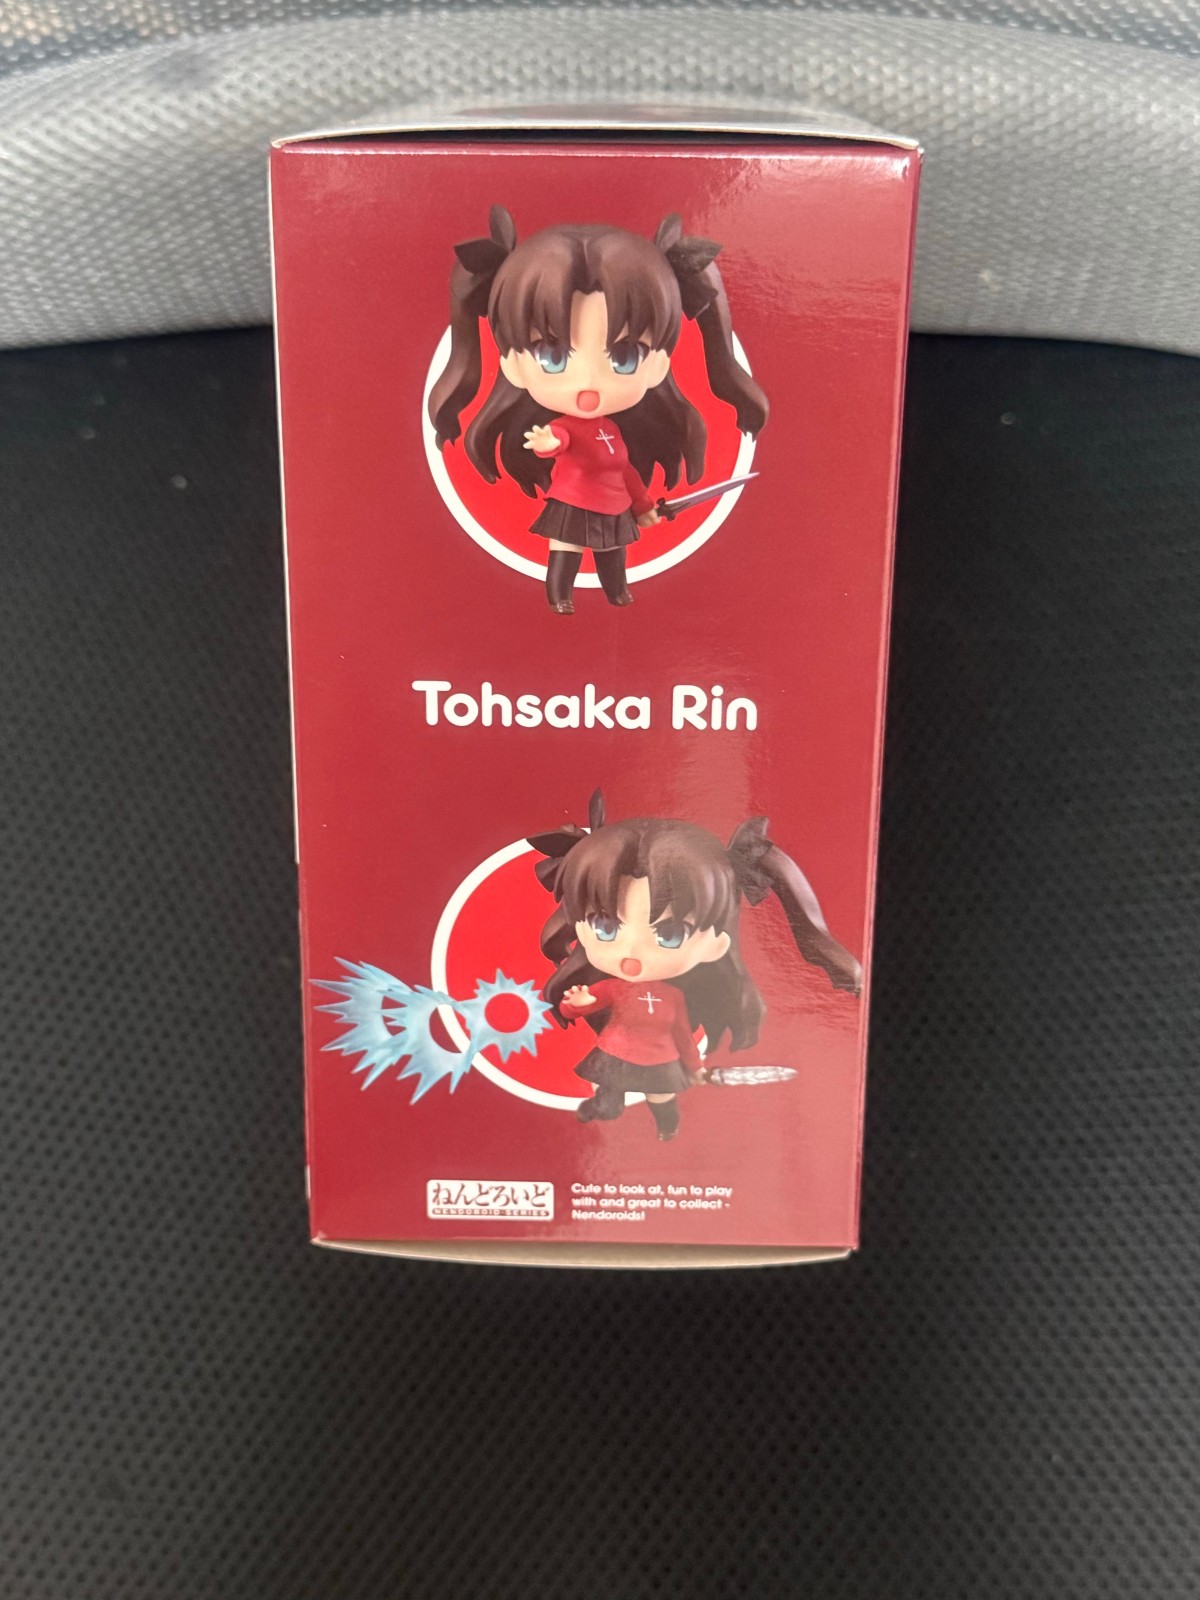 Tohsaka Rin
ねんどろいど
NENDOROID SERIES
Cute to look at, fun to play
with and great to collect -
Nendoroids!